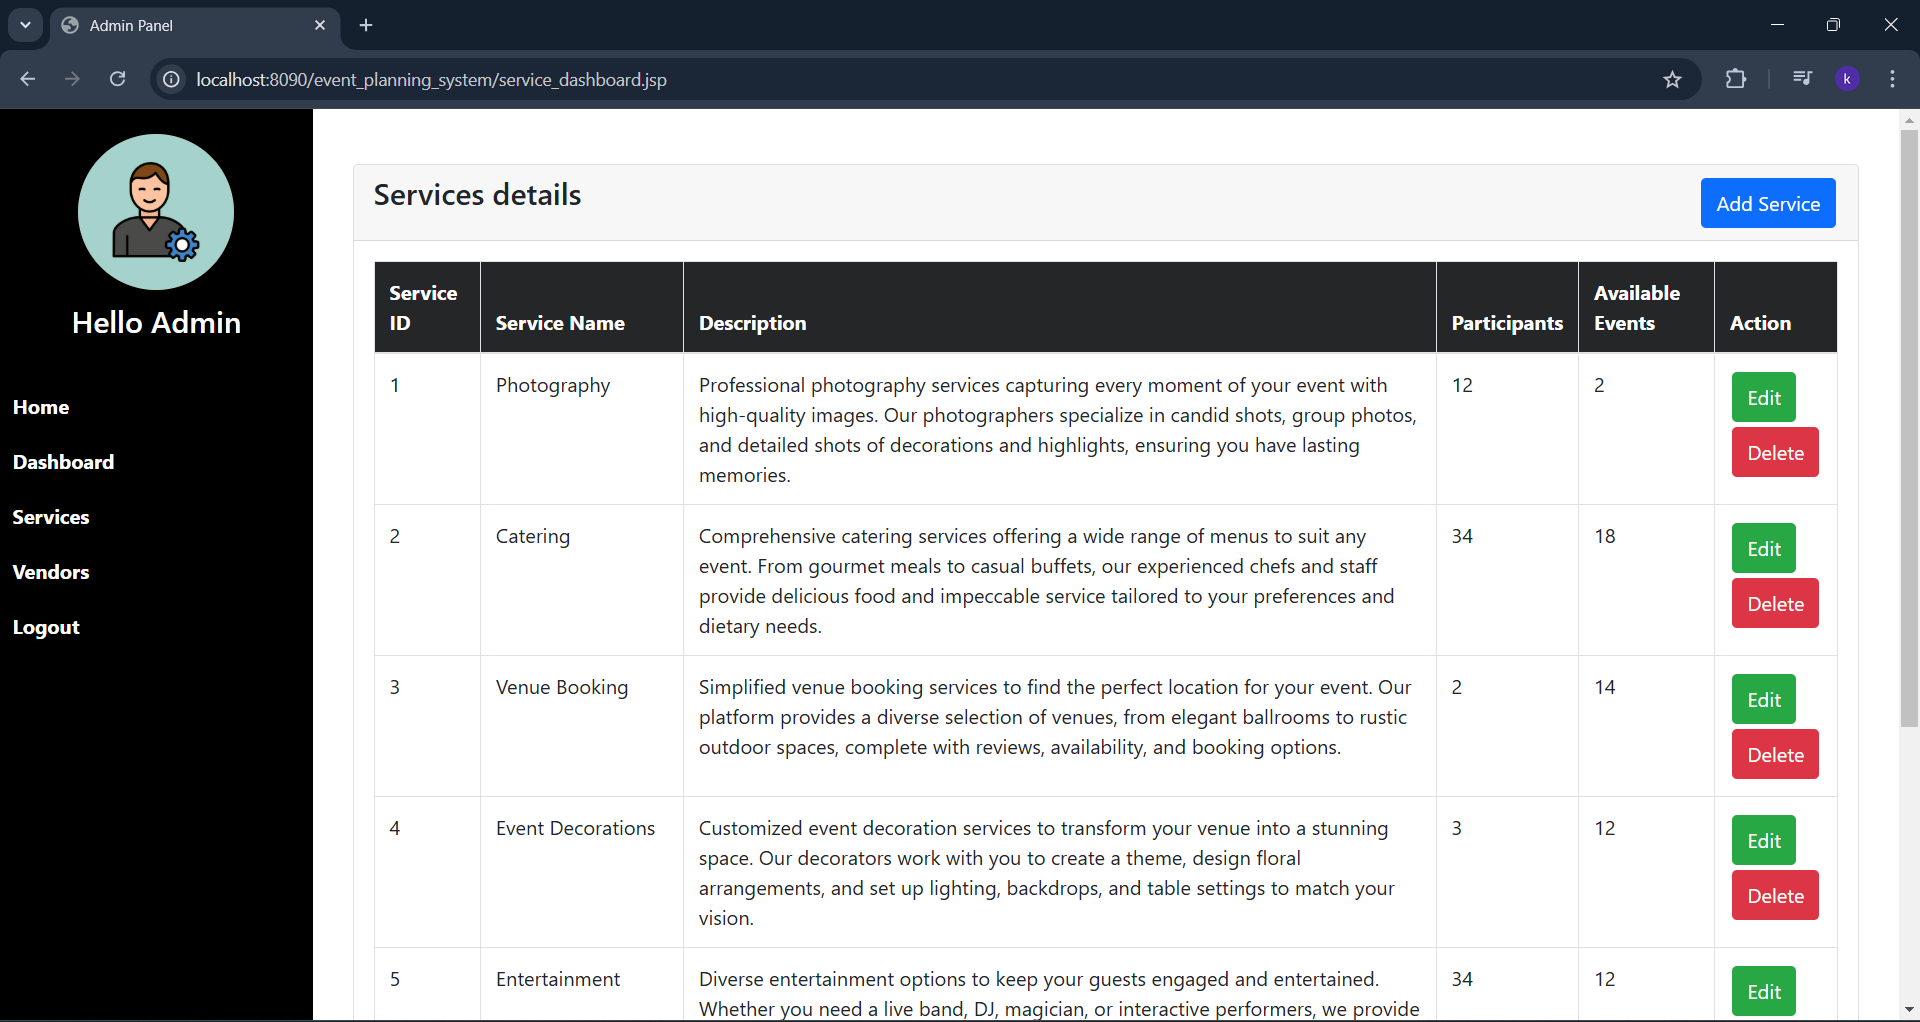 Admin Panel
localhost:8090/event_planning_system/service_dashboard.jsp
k
Hello Admin
Home
Dashboard
Services
Vendors
Logout
Services details
Add Service
Service
ID
Service Name
Description
Participants
Available
Events
Action
1
Photography
Professional photography services capturing every moment of your event with
high-quality images. Our photographers specialize in candid shots, group photos,
and detailed shots of decorations and highlights, ensuring you have lasting
memories.
12
2
Edit
Delete
2
Catering
Comprehensive catering services offering a wide range of menus to suit any
event. From gourmet meals to casual buffets, our experienced chefs and staff
provide delicious food and impeccable service tailored to your preferences and
dietary needs.
34
18
Edit
Delete
3
Venue Booking
Simplified venue booking services to find the perfect location for your event. Our
platform provides a diverse selection of venues, from elegant ballrooms to rustic
outdoor spaces, complete with reviews, availability, and booking options.
2
14
Edit
Delete
4
Event Decorations
Customized event decoration services to transform your venue into a stunning
space. Our decorators work with you to create a theme, design floral
arrangements, and set up lighting, backdrops, and table settings to match your
vision.
3
12
Edit
Delete
5
Entertainment
Diverse entertainment options to keep your guests engaged and entertained.
Whether you need a live band, DJ, magician, or interactive performers, we provide
34
12
Edit